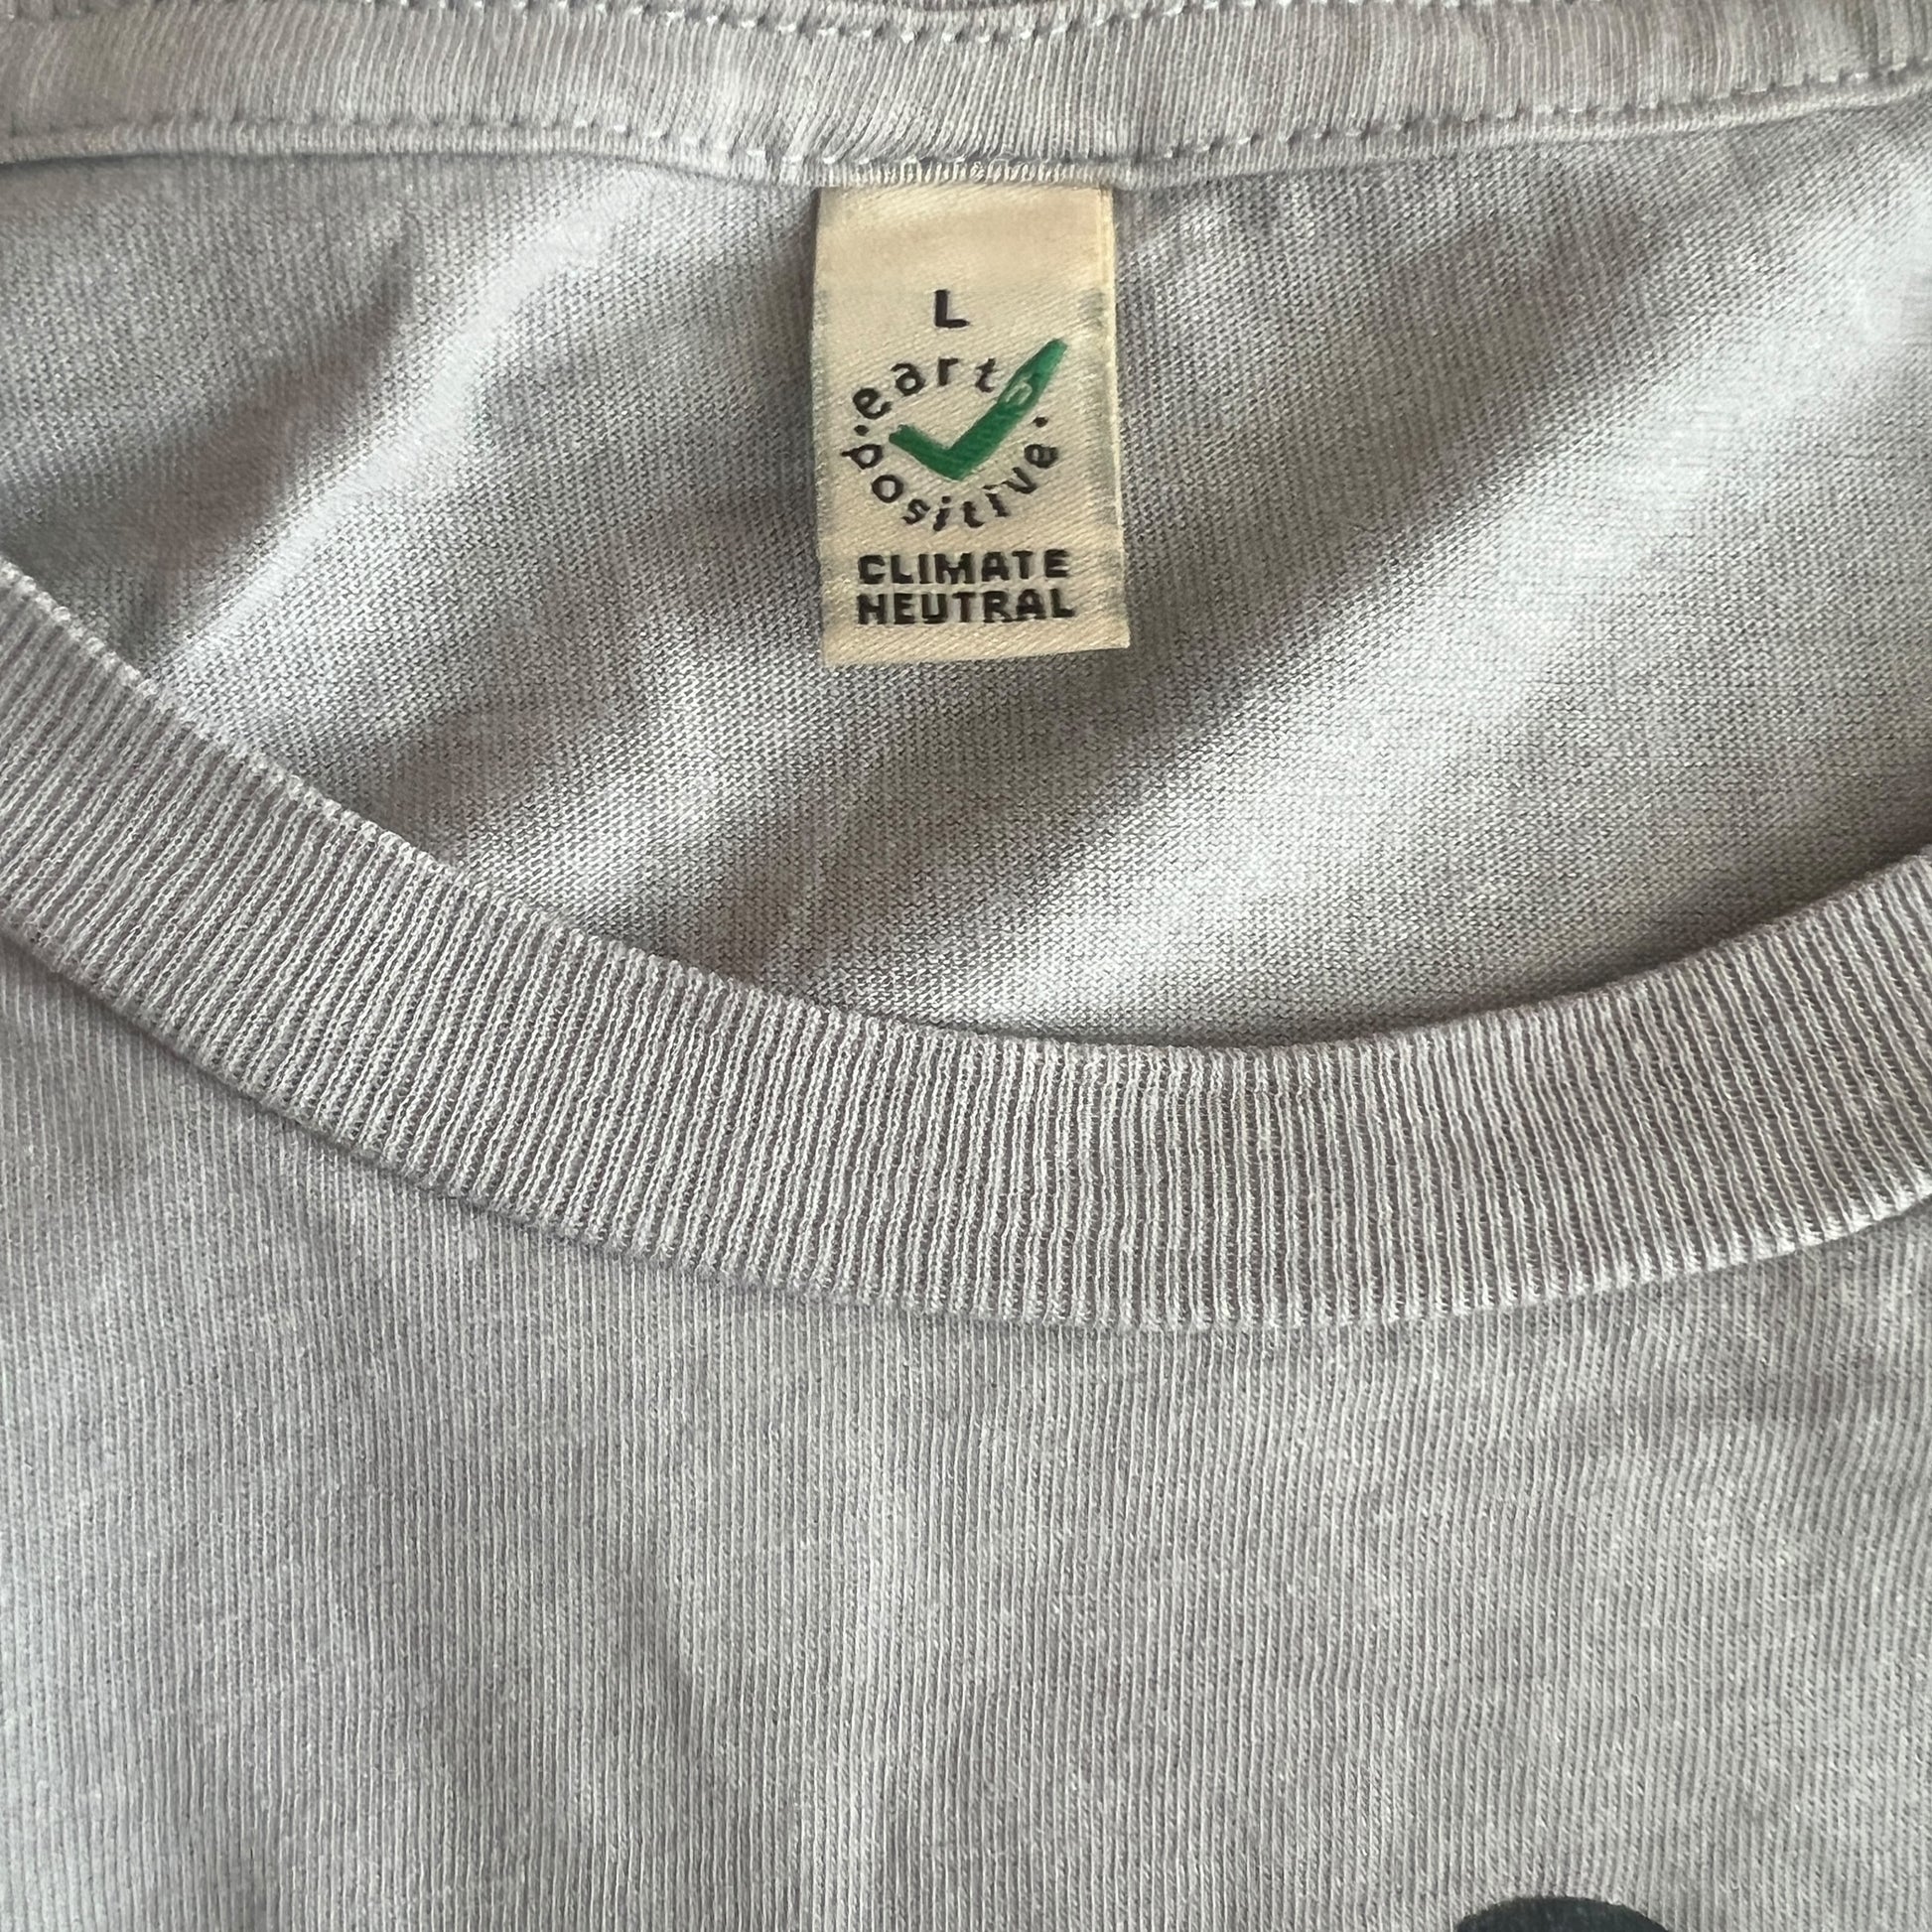 L
earth
positive
CLIMATE
NEUTRAL